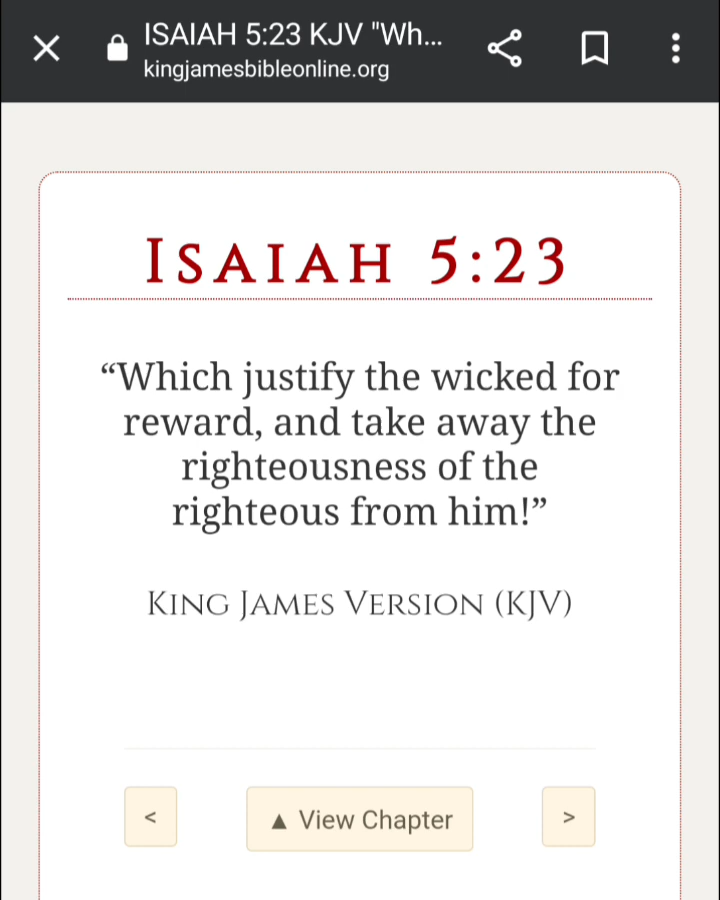 ISAIAH 5:23 KJV "Wh...
kingjamesbibleonline.org
ISAIAH 5:23
“Which justify the wicked for
reward, and take away the
righteousness of the
righteous from him!”
KING JAMES VERSION (KJV)
< ▲ View Chapter >